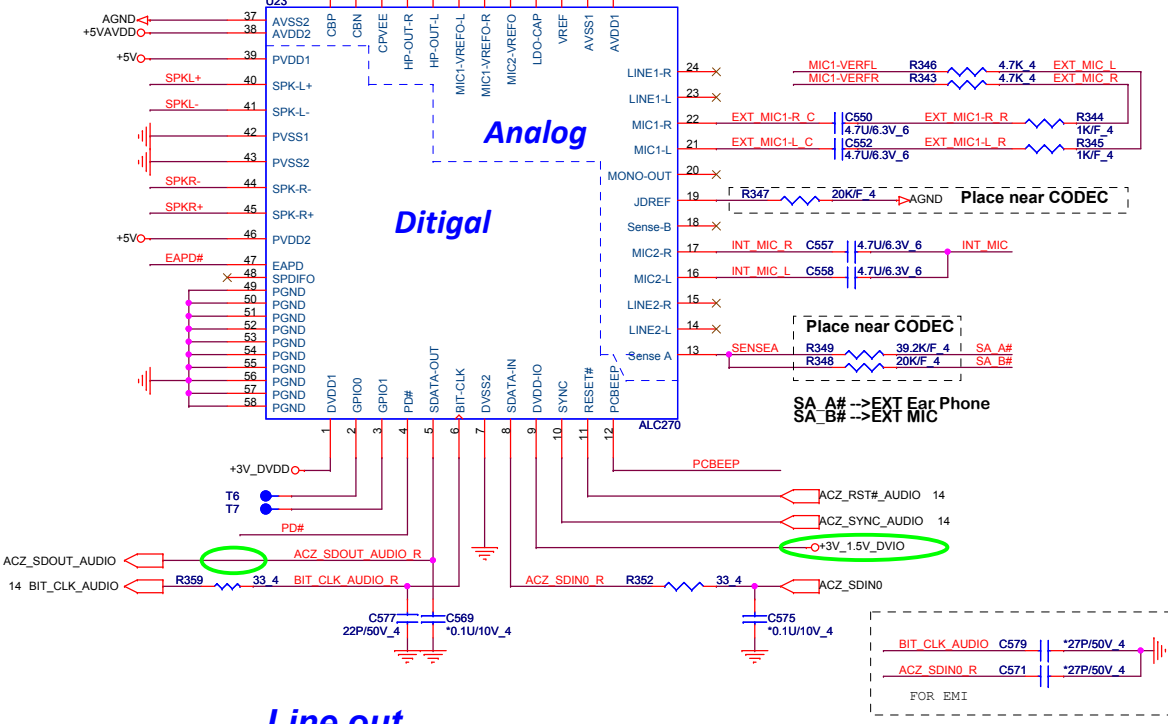 U23
AGND 37 AVSS2
+5VAVDD 38 AVDD2
+5V 39 PVDD1
SPKL+ 40 SPK-L+
SPKL- 41 SPK-L-
42 PVSS1
43 PVSS2
SPKR- 44 SPK-R-
SPKR+ 45 SPK-R+
+5V 46 PVDD2
EAPD# 47 EAPD
48 SPDIFO
49 PGND
50 PGND
51 PGND
52 PGND
53 PGND
54 PGND
55 PGND
56 PGND
57 PGND
58 PGND
CBP
CBN
CPVEE
HP-OUT-R
HP-OUT-L
MIC1-VREFO-L
MIC1-VREFO-R
MIC2-VREFO
LDO-CAP
VREF
AVSS1
AVDD1
Analog
Ditigal
LINE1-R 24
LINE1-L 23
MIC1-R 22
MIC1-L 21
MONO-OUT 20
JDREF 19
Sense-B 18
MIC2-R 17
MIC2-L 16
LINE2-R 15
LINE2-L 14
Sense A 13
MIC1-VERFL R346 4.7K_4 EXT_MIC_L
MIC1-VERFR R343 4.7K_4 EXT_MIC_R
EXT_MIC1-R_C C550 4.7U/6.3V_6 EXT_MIC1-R_R R344 1K/F_4
EXT_MIC1-L_C C552 4.7U/6.3V_6 EXT_MIC1-L_R R345 1K/F_4
R347 20K/F_4 AGND Place near CODEC
INT_MIC_R C557 4.7U/6.3V_6 INT_MIC
INT_MIC_L C558 4.7U/6.3V_6
Place near CODEC
SENSEA R349 39.2K/F_4 SA_A#
R348 20K/F_4 SA_B#
SA_A# -->EXT Ear Phone
SA_B# -->EXT MIC
DVDD1
GPIO0
GPIO1
PD#
SDATA-OUT
BIT-CLK
DVSS2
SDATA-IN
DVDD-IO
SYNC
RESET#
PCBEEP
ALC270
1 2 3 4 5 6 7 8 9 10 11 12
+3V_DVDD
PCBEEP
T6
T7
ACZ_RST#_AUDIO 14
PD#
ACZ_SYNC_AUDIO 14
+3V_1.5V_DVIO
ACZ_SDOUT_AUDIO ACZ_SDOUT_AUDIO_R
14 BIT_CLK_AUDIO R359 33_4 BIT_CLK_AUDIO_R
ACZ_SDIN0_R R352 33_4 ACZ_SDIN0
C577 22P/50V_4
C569 *0.1U/10V_4
C575 *0.1U/10V_4
BIT_CLK_AUDIO C579 *27P/50V_4
ACZ_SDIN0_R C571 *27P/50V_4
FOR EMI
Line out